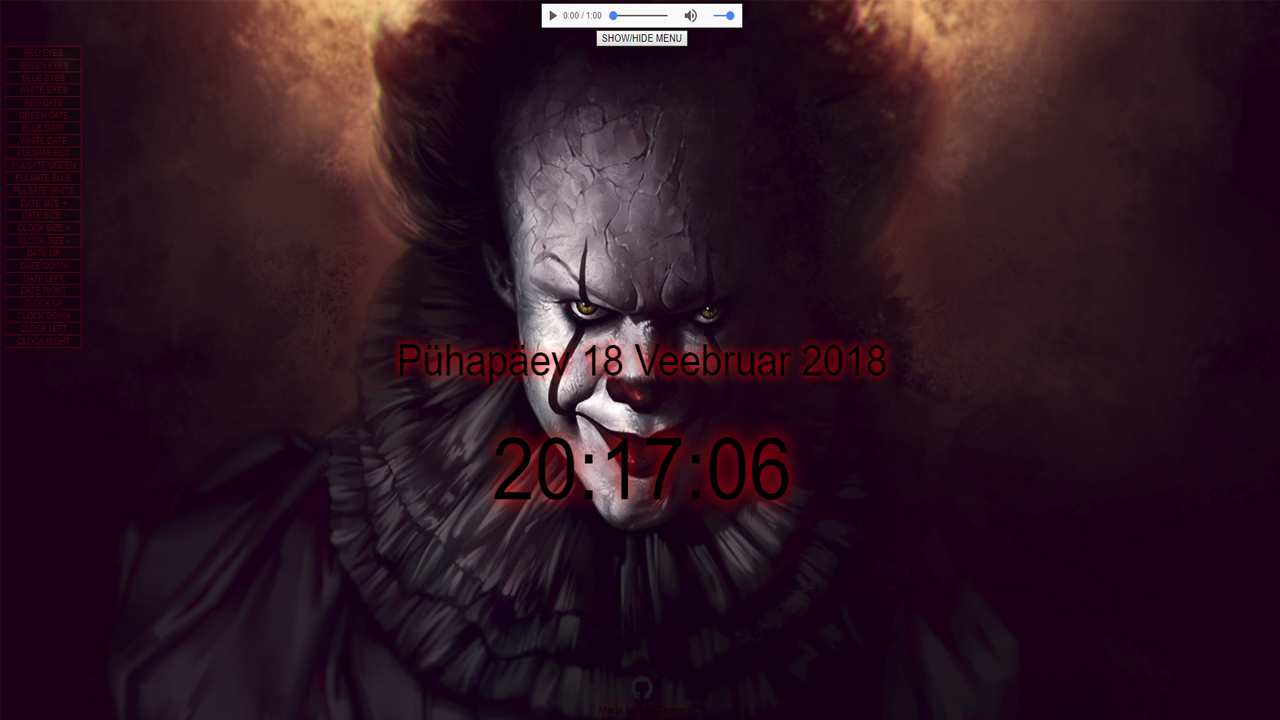 0:00 / 1:00
SHOW/HIDE MENU
RED EYES
GREEN EYES
BLUE EYES
WHITE EYES
RED DATE
GREEN DATE
BLUE DATE
WHITE DATE
PULSATE RED
PULSATE GREEN
PULSATE BLUE
PULSATE WHITE
DATE SIZE +
DATE SIZE -
CLOCK SIZE +
CLOCK SIZE -
DATE UP
DATE DOWN
DATE LEFT
DATE RIGHT
CLOCK UP
CLOCK DOWN
CLOCK LEFT
CLOCK RIGHT
Pühapäev 18 Veebruar 2018
20:17:06
Made by